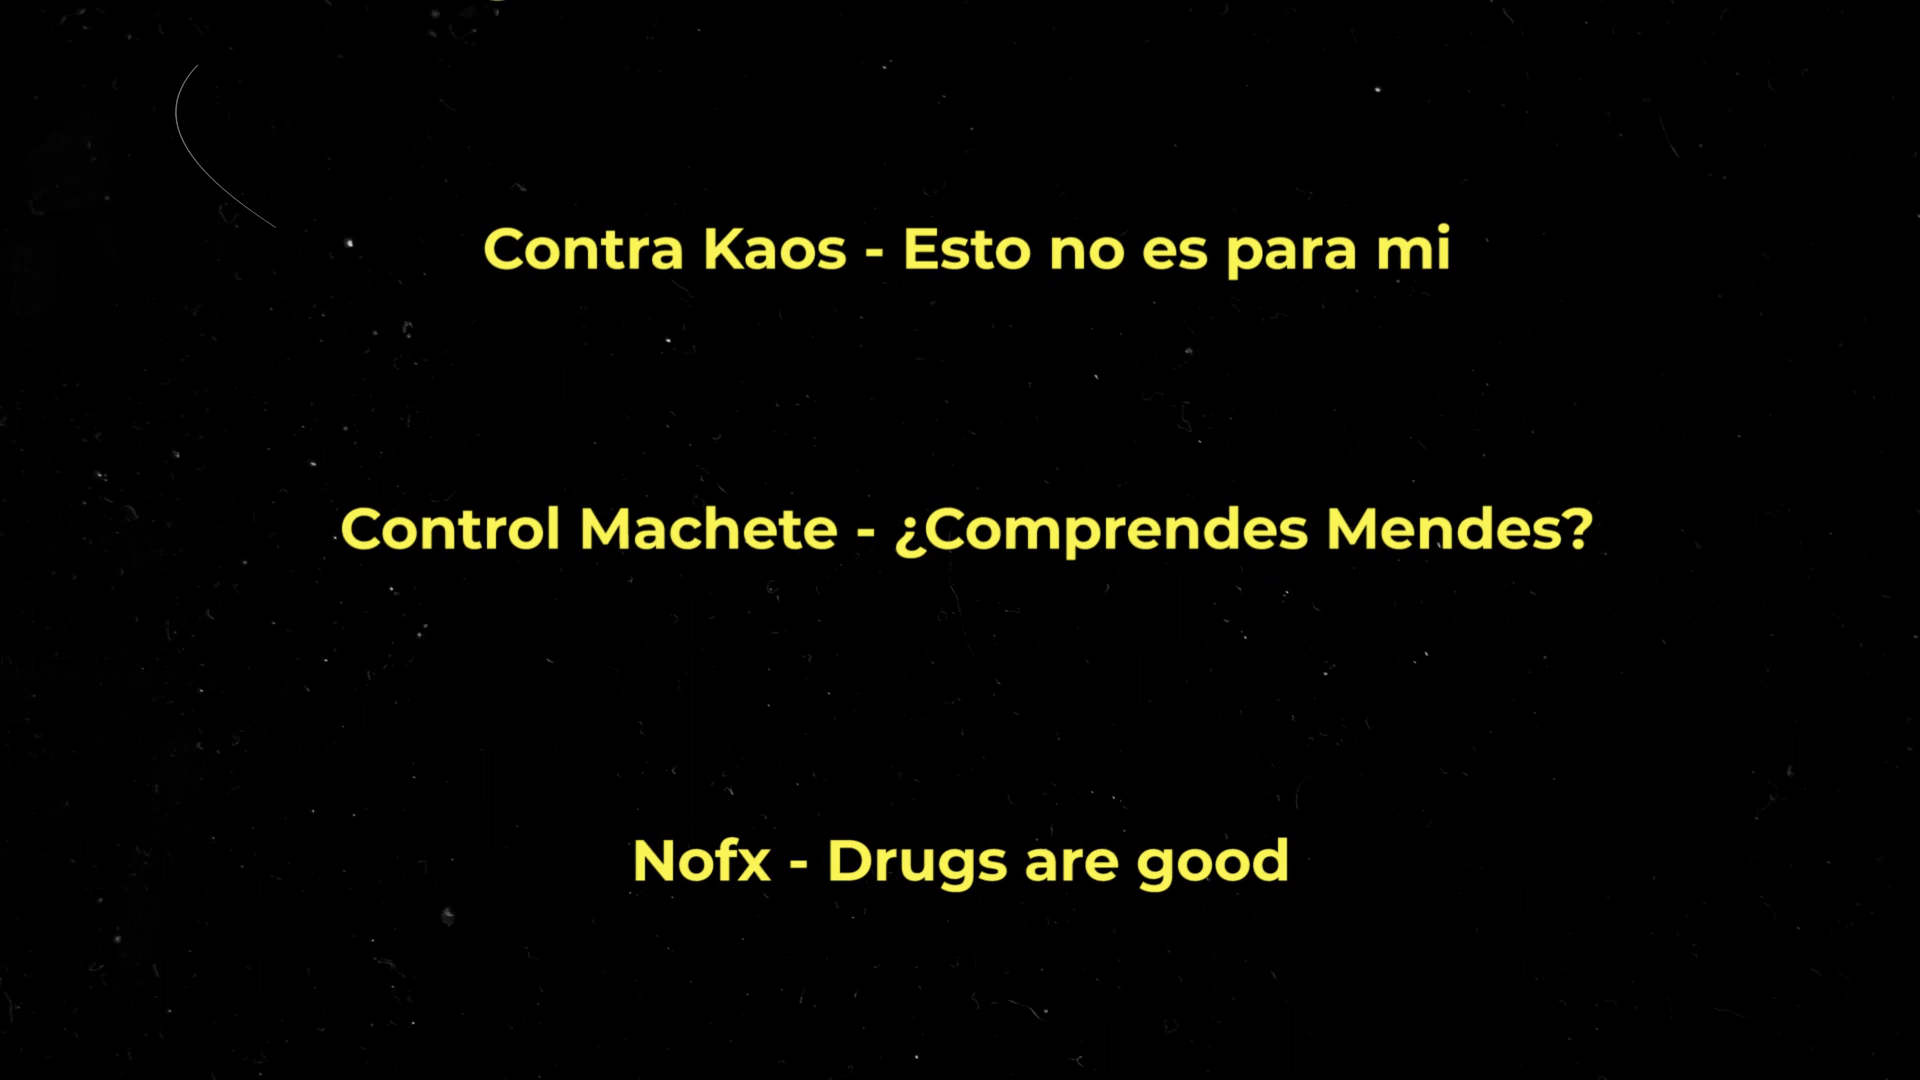 Contra Kaos - Esto no es para mi
Control Machete - ¿Comprendes Mendes?
Nofx - Drugs are good